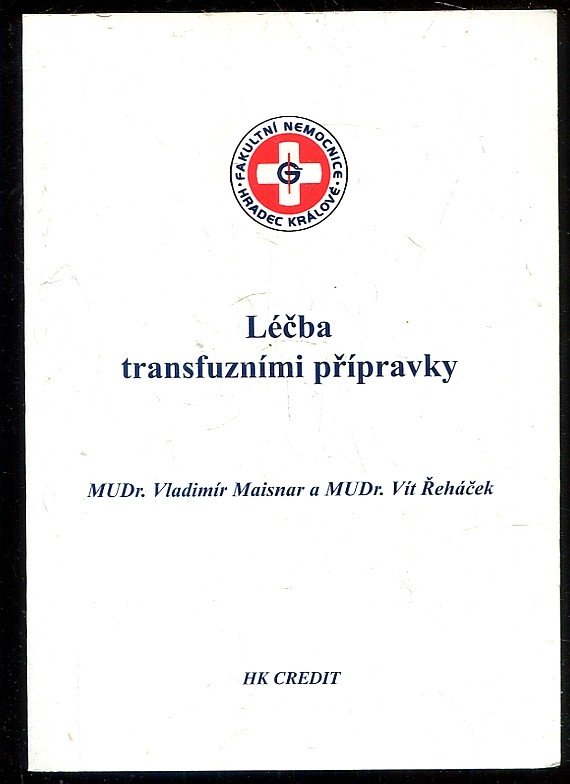 • FAKULTNÍ NEMOCNICE •
HRADEC KRÁLOVÉ
Léčba
transfuzními přípravky
MUDr. Vladimír Maisnar a MUDr. Vít Řeháček
HK CREDIT